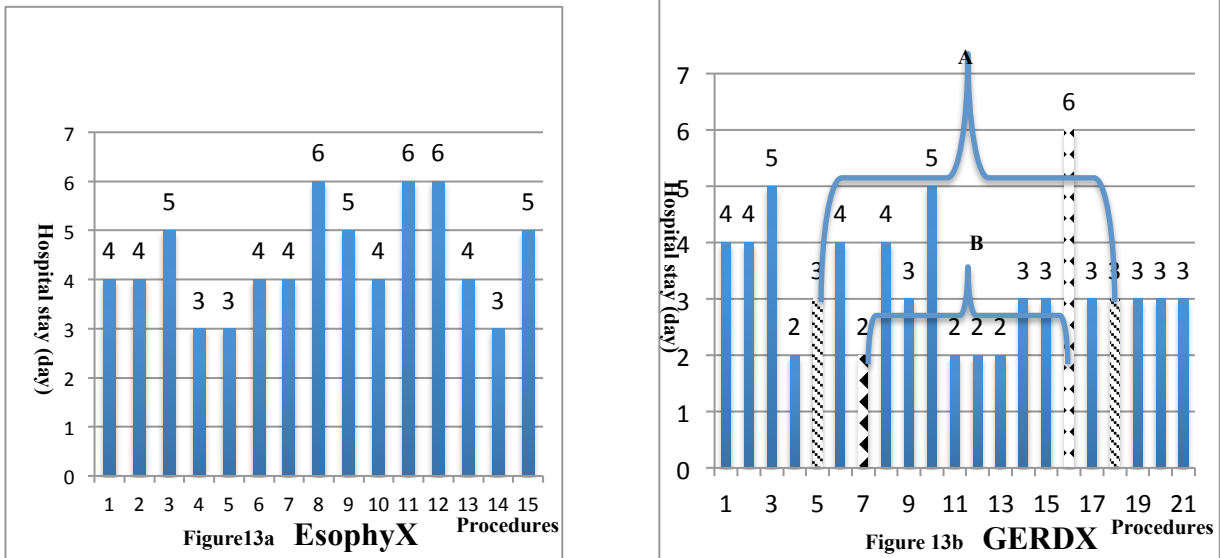 7
6
5
4
3
2
1
0
Hospital stay (day)
4 4 5 3 3 4 4 6 5 4 6 6 4 3 5
1 2 3 4 5 6 7 8 9 10 11 12 13 14 15
Figure13a EsophyX Procedures
7
6
5
4
3
2
1
0
Hospital stay (day)
A
B
4 4 5 2 3 4 2 4 3 5 2 2 2 3 3 6 3 3 3 3 3
1 3 5 7 9 11 13 15 17 19 21
Figure 13b GERDX Procedures